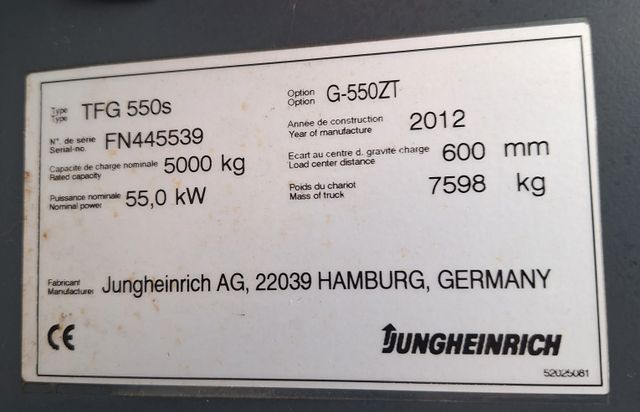 Type
Type TFG 550s
Option
Option G-550ZT
N°. de série
Serial-no. FN445539
Année de construction
Year of manufacture 2012
Capacité de charge nominale
Rated capacity 5000 kg
Ecart au centre d. gravité charge
Load center distance 600 mm
Puissance nominale
Nominal power 55,0 kW
Poids du chariot
Mass of truck 7598 kg
Fabricant
Manufacturer Jungheinrich AG, 22039 HAMBURG, GERMANY
CE
JUNGHEINRICH
52025081